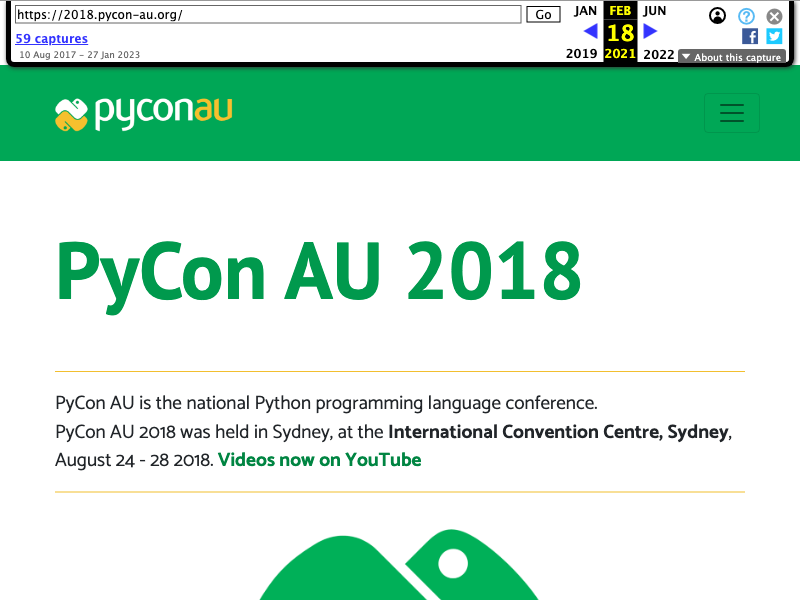 https://2018.pycon-au.org/
Go
JAN FEB JUN
18
2019 2021 2022
59 captures
10 Aug 2017 – 27 Jan 2023
About this capture
pyconau
PyCon AU 2018
PyCon AU is the national Python programming language conference.
PyCon AU 2018 was held in Sydney, at the International Convention Centre, Sydney,
August 24 - 28 2018. Videos now on YouTube